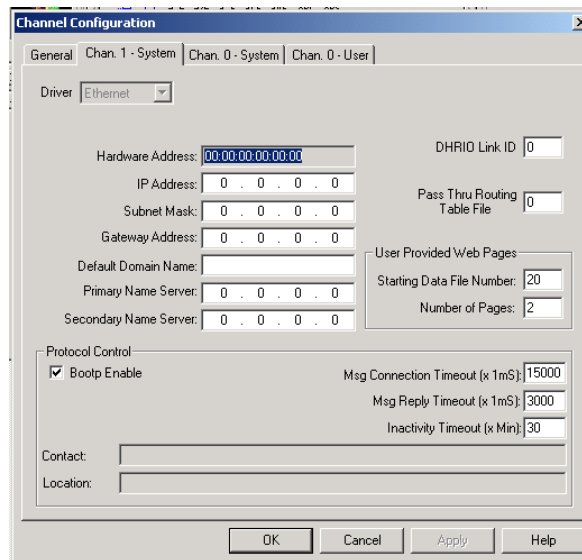 Channel Configuration
General Chan. 1 - System Chan. 0 - System Chan. 0 - User
Driver Ethernet
Hardware Address: 00:00:00:00:00:00 DHRIO Link ID 0
IP Address: 0 . 0 . 0 . 0
Subnet Mask: 0 . 0 . 0 . 0 Pass Thru Routing Table File 0
Gateway Address: 0 . 0 . 0 . 0
Default Domain Name: User Provided Web Pages
Primary Name Server: 0 . 0 . 0 . 0 Starting Data File Number: 20
Secondary Name Server: 0 . 0 . 0 . 0 Number of Pages: 2
Protocol Control
Bootp Enable Msg Connection Timeout (x 1mS): 15000
Msg Reply Timeout (x 1mS): 3000
Inactivity Timeout (x Min): 30
Contact:
Location:
OK Cancel Apply Help